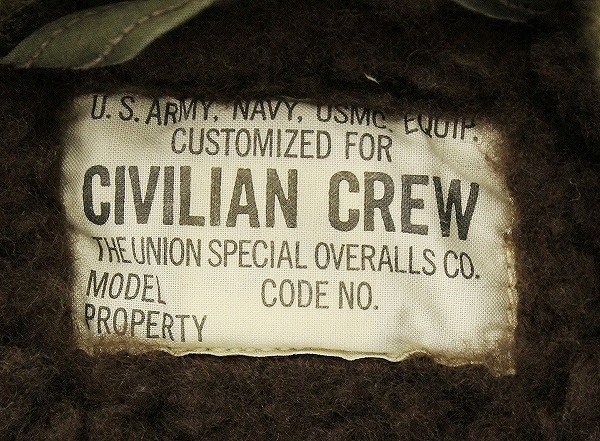 U.S. ARMY. NAVY. USMC. EQUIP.
CUSTOMIZED FOR
CIVILIAN CREW
THE UNION SPECIAL OVERALLS CO.
MODEL CODE NO.
PROPERTY